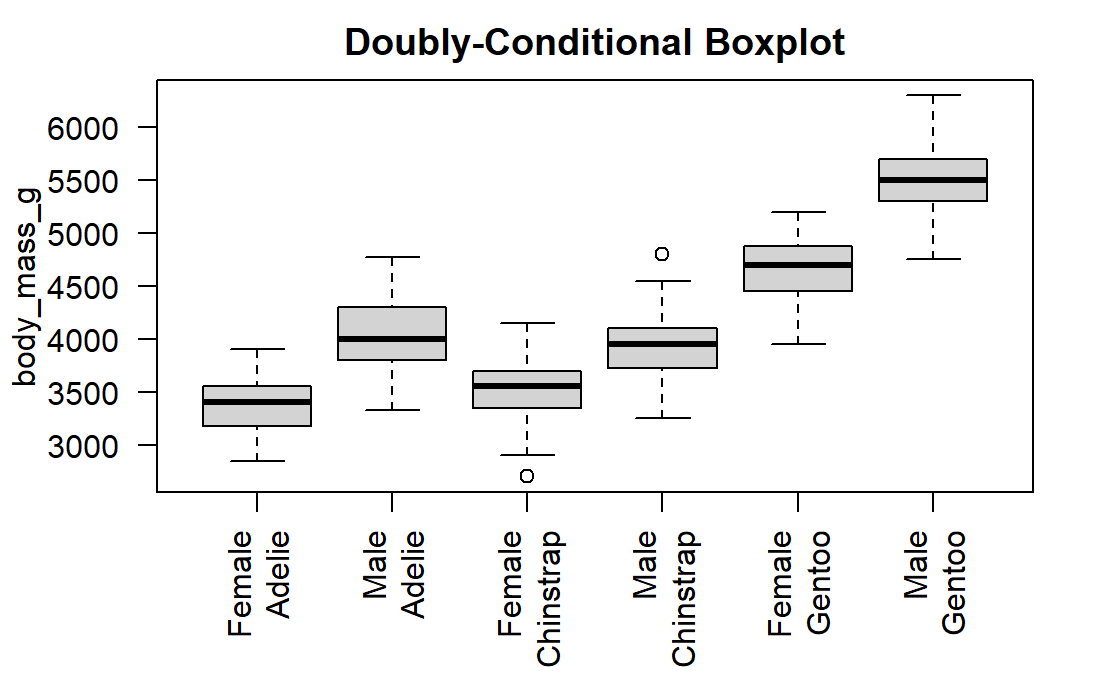 Doubly-Conditional Boxplot
body_mass_g
6000
5500
5000
4500
4000
3500
3000
Female
Adelie
Male
Adelie
Female
Chinstrap
Male
Chinstrap
Female
Gentoo
Male
Gentoo